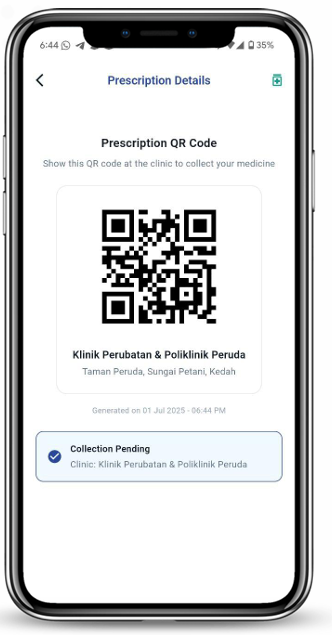 6:44
35%
Prescription Details
Prescription QR Code
Show this QR code at the clinic to collect your medicine
Klinik Perubatan & Poliklinik Peruda
Taman Peruda, Sungai Petani, Kedah
Generated on 01 Jul 2025 - 06:44 PM
Collection Pending
Clinic: Klinik Perubatan & Poliklinik Peruda